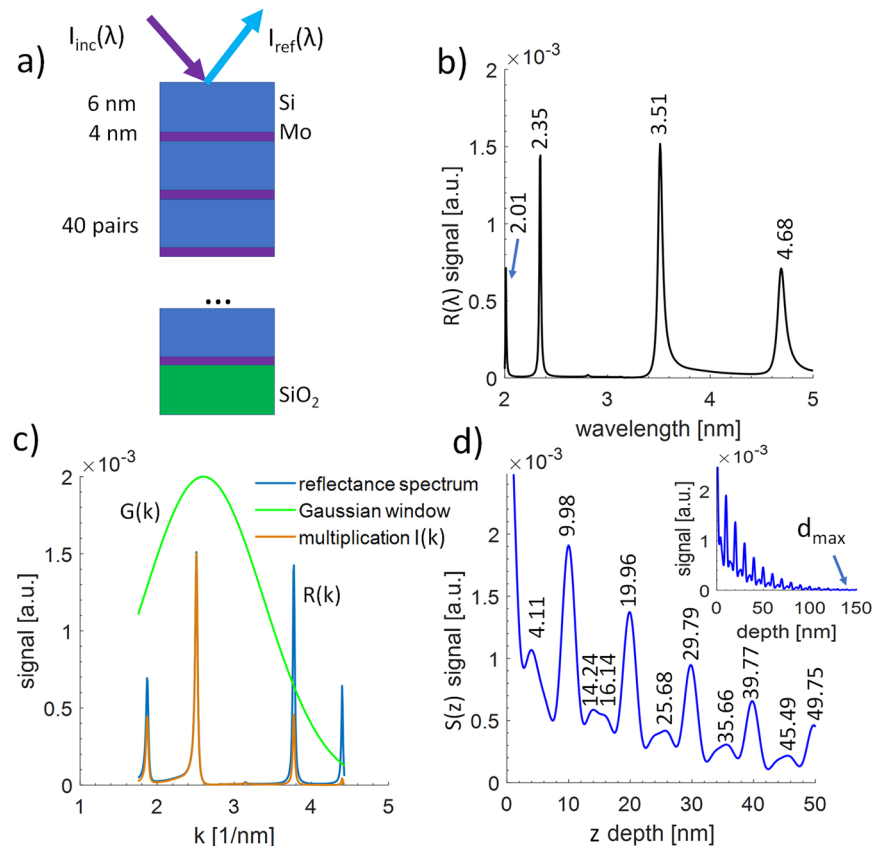 a)
I_inc(λ)
I_ref(λ)
6 nm
Si
4 nm
Mo
40 pairs
...
SiO₂
b)
×10⁻³
2
1.5
1
0.5
0
R(λ) signal [a.u.]
2.01
2.35
3.51
4.68
2
3
4
5
wavelength [nm]
c)
×10⁻³
2
1.5
1
0.5
0
signal [a.u.]
G(k)
reflectance spectrum
Gaussian window
multiplication I(k)
R(k)
1
2
3
4
5
k [1/nm]
d)
×10⁻³
2
1.5
1
0.5
0
S(z) signal [a.u.]
4.11
9.98
14.24
16.14
19.96
25.68
29.79
35.66
39.77
45.49
49.75
0
10
20
30
40
50
z depth [nm]
×10⁻³
2
1
0
signal [a.u.]
d_max
0
50
100
150
depth [nm]